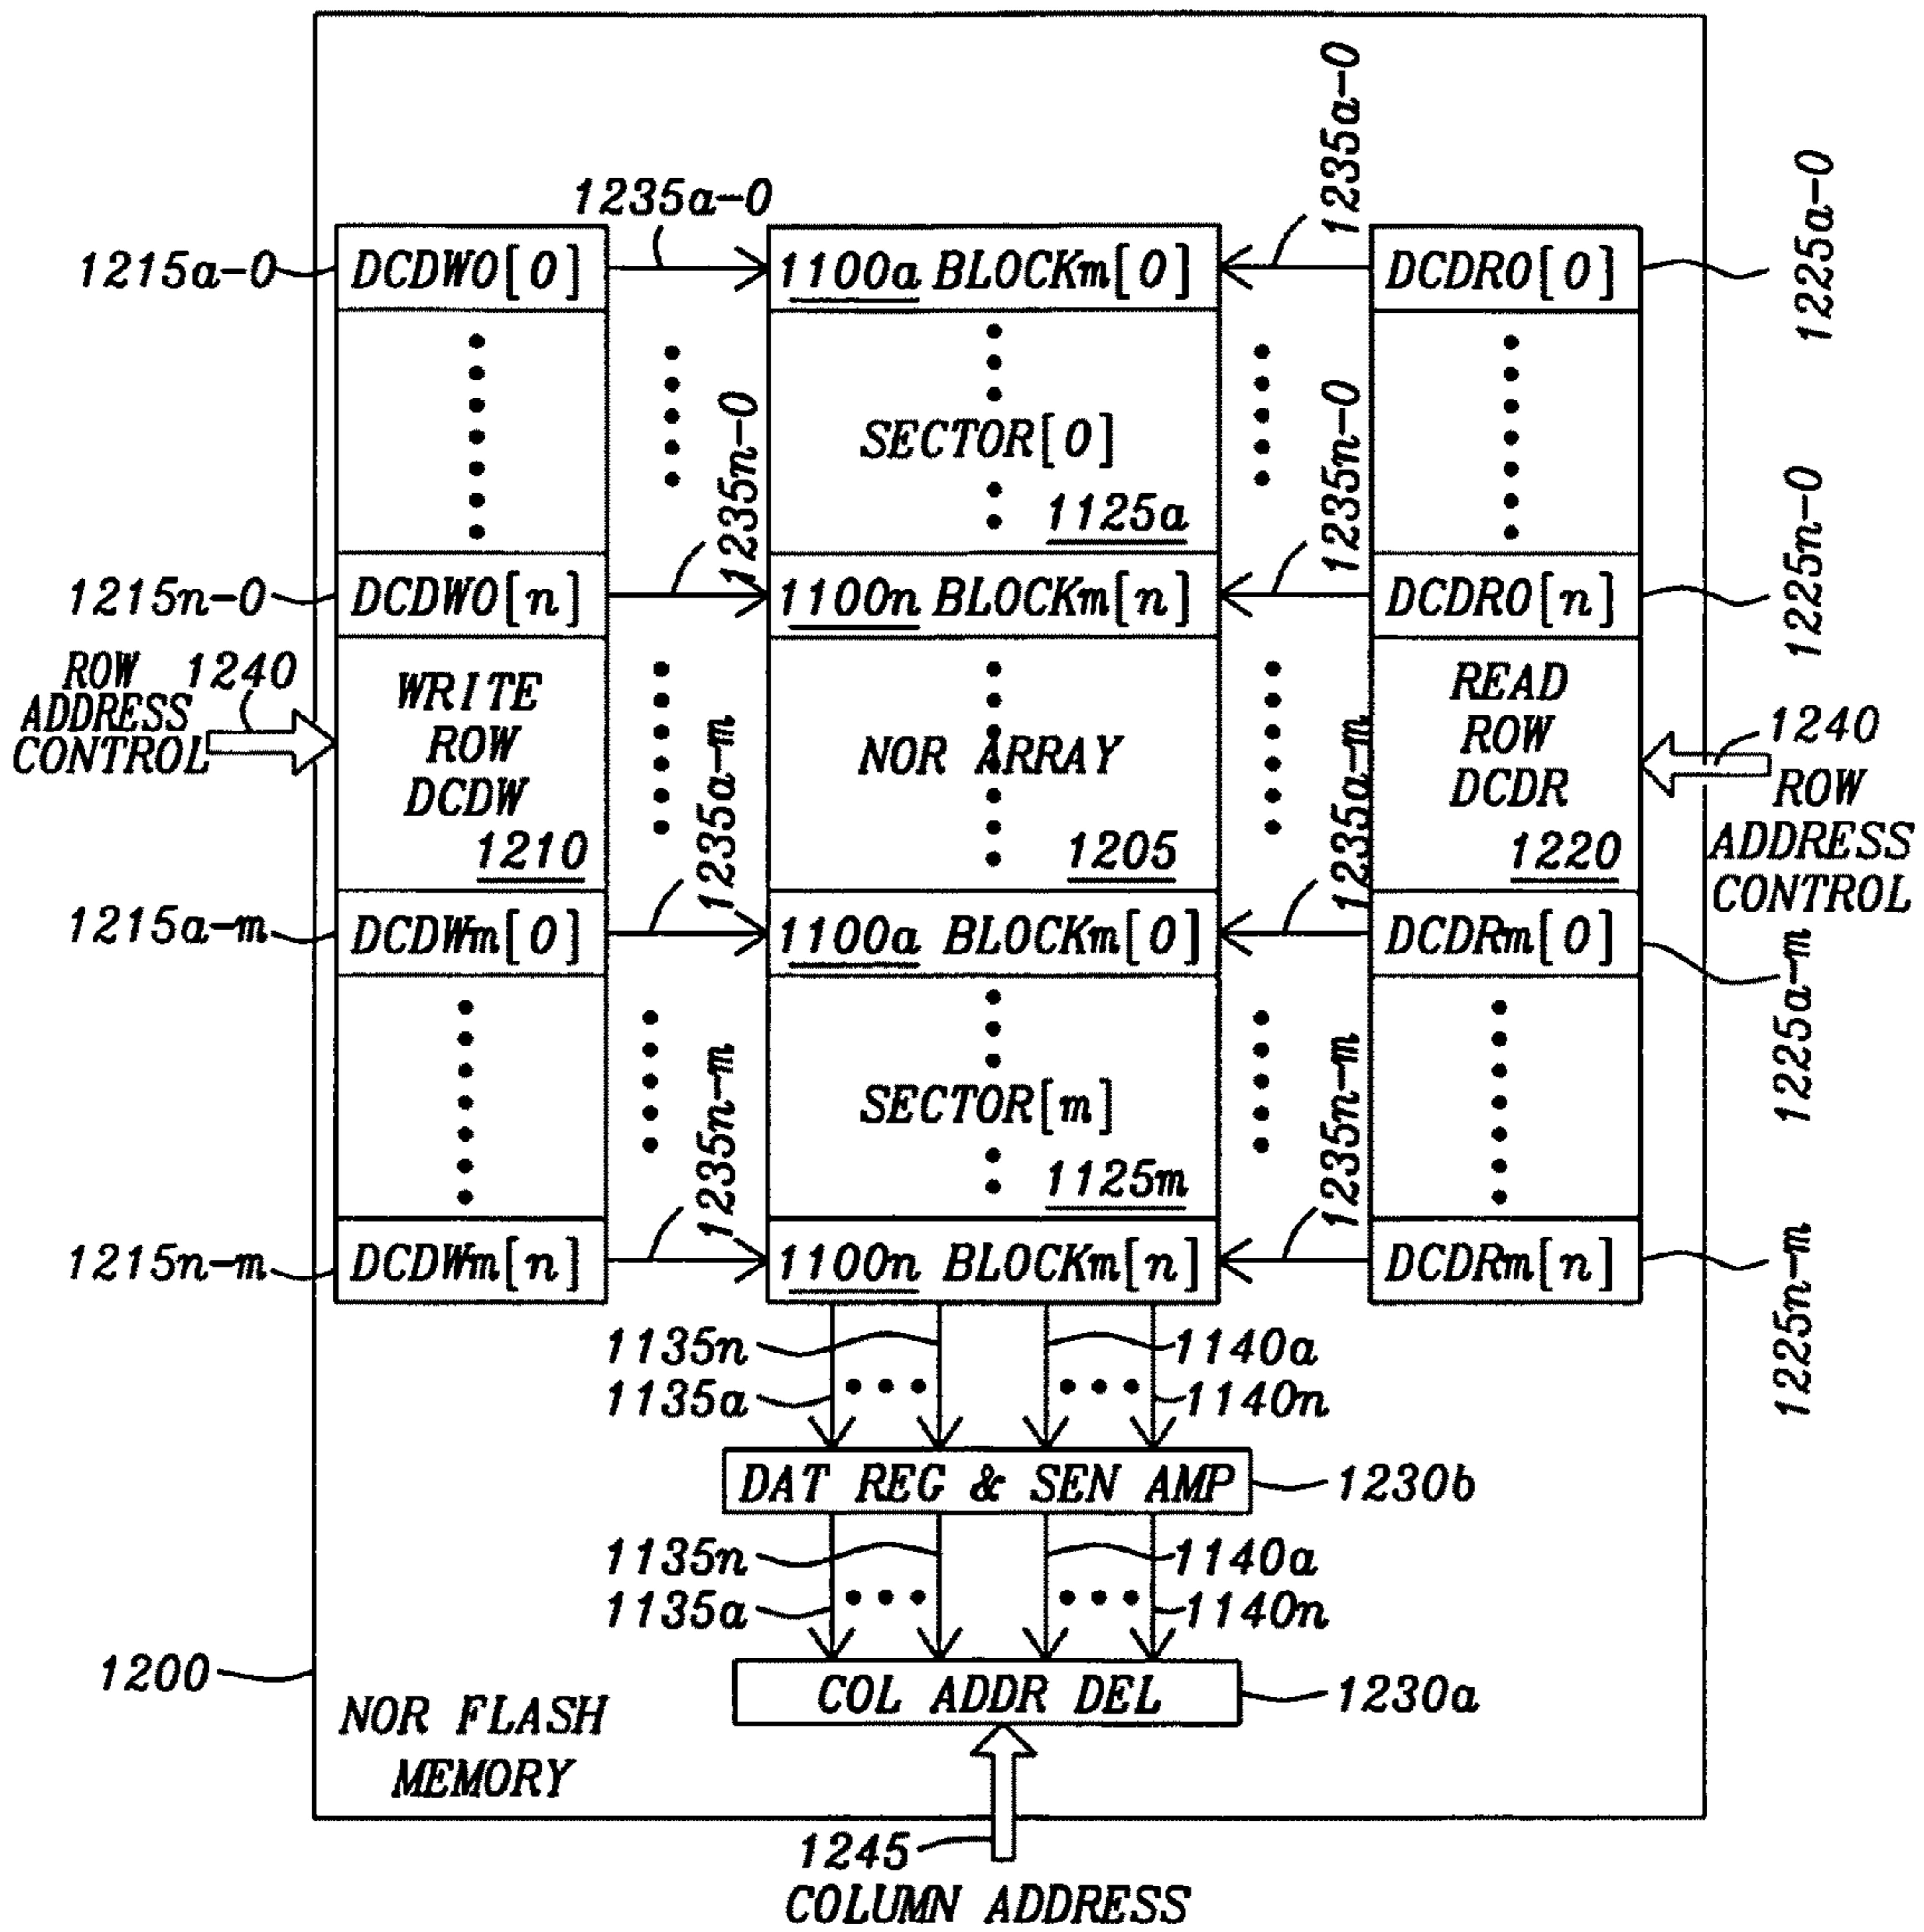 1235a-0
1235a-0
1225a-0
1215a-0
DCDW0[0]
1100a BLOCKm[0]
DCDR0[0]
SECTOR[0]
1125a
1235n-0
1235n-0
1225n-0
1215n-0
DCDW0[n]
1100n BLOCKm[n]
DCDR0[n]
ROW
ADDRESS
CONTROL
1240
WRITE
ROW
DCDW
1210
NOR ARRAY
1205
READ
ROW
DCDR
1220
1240
ROW
ADDRESS
CONTROL
1235a-m
1235a-m
1225a-m
1215a-m
DCDWm[0]
1100a BLOCKm[0]
DCDRm[0]
SECTOR[m]
1125m
1235n-m
1235n-m
1225n-m
1215n-m
DCDWm[n]
1100n BLOCKm[n]
DCDRm[n]
1135n
1140a
1135a
1140n
DAT REG & SEN AMP
1230b
1135n
1140a
1135a
1140n
1200
COL ADDR DEL
1230a
NOR FLASH
MEMORY
1245
COLUMN ADDRESS